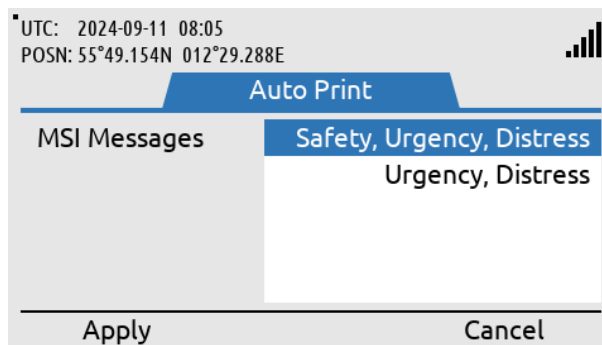 UTC: 2024-09-11 08:05
POSN: 55°49.154N 012°29.288E
Auto Print
MSI Messages
Safety, Urgency, Distress
Urgency, Distress
Apply Cancel